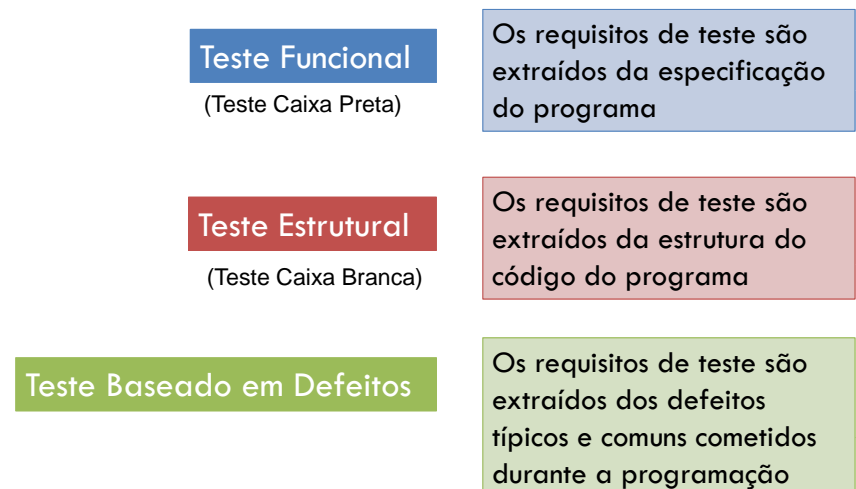 Teste Funcional
(Teste Caixa Preta)
Os requisitos de teste são
extraídos da especificação
do programa
Teste Estrutural
(Teste Caixa Branca)
Os requisitos de teste são
extraídos da estrutura do
código do programa
Teste Baseado em Defeitos
Os requisitos de teste são
extraídos dos defeitos
típicos e comuns cometidos
durante a programação